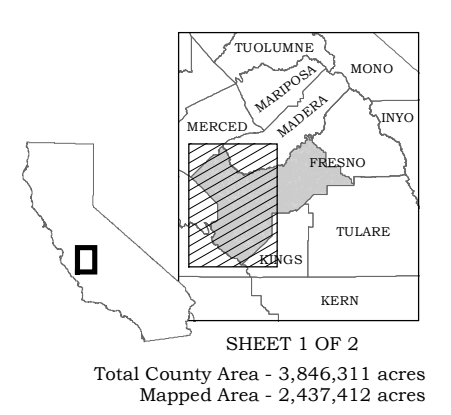 TUOLUMNE
MONO
MARIPOSA
MADERA
MERCED
INYO
FRESNO
TULARE
KINGS
KERN
SHEET 1 OF 2
Total County Area - 3,846,311 acres
Mapped Area - 2,437,412 acres